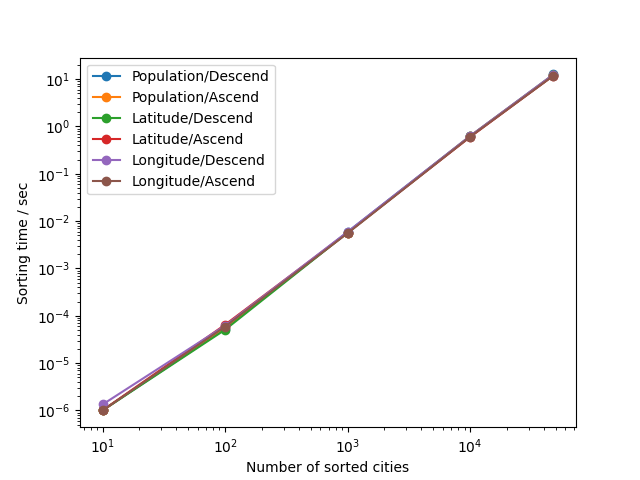 Population/Descend
Population/Ascend
Latitude/Descend
Latitude/Ascend
Longitude/Descend
Longitude/Ascend
10¹
10⁰
10⁻¹
10⁻²
10⁻³
10⁻⁴
10⁻⁵
10⁻⁶
Sorting time / sec
10¹ 10² 10³ 10⁴
Number of sorted cities